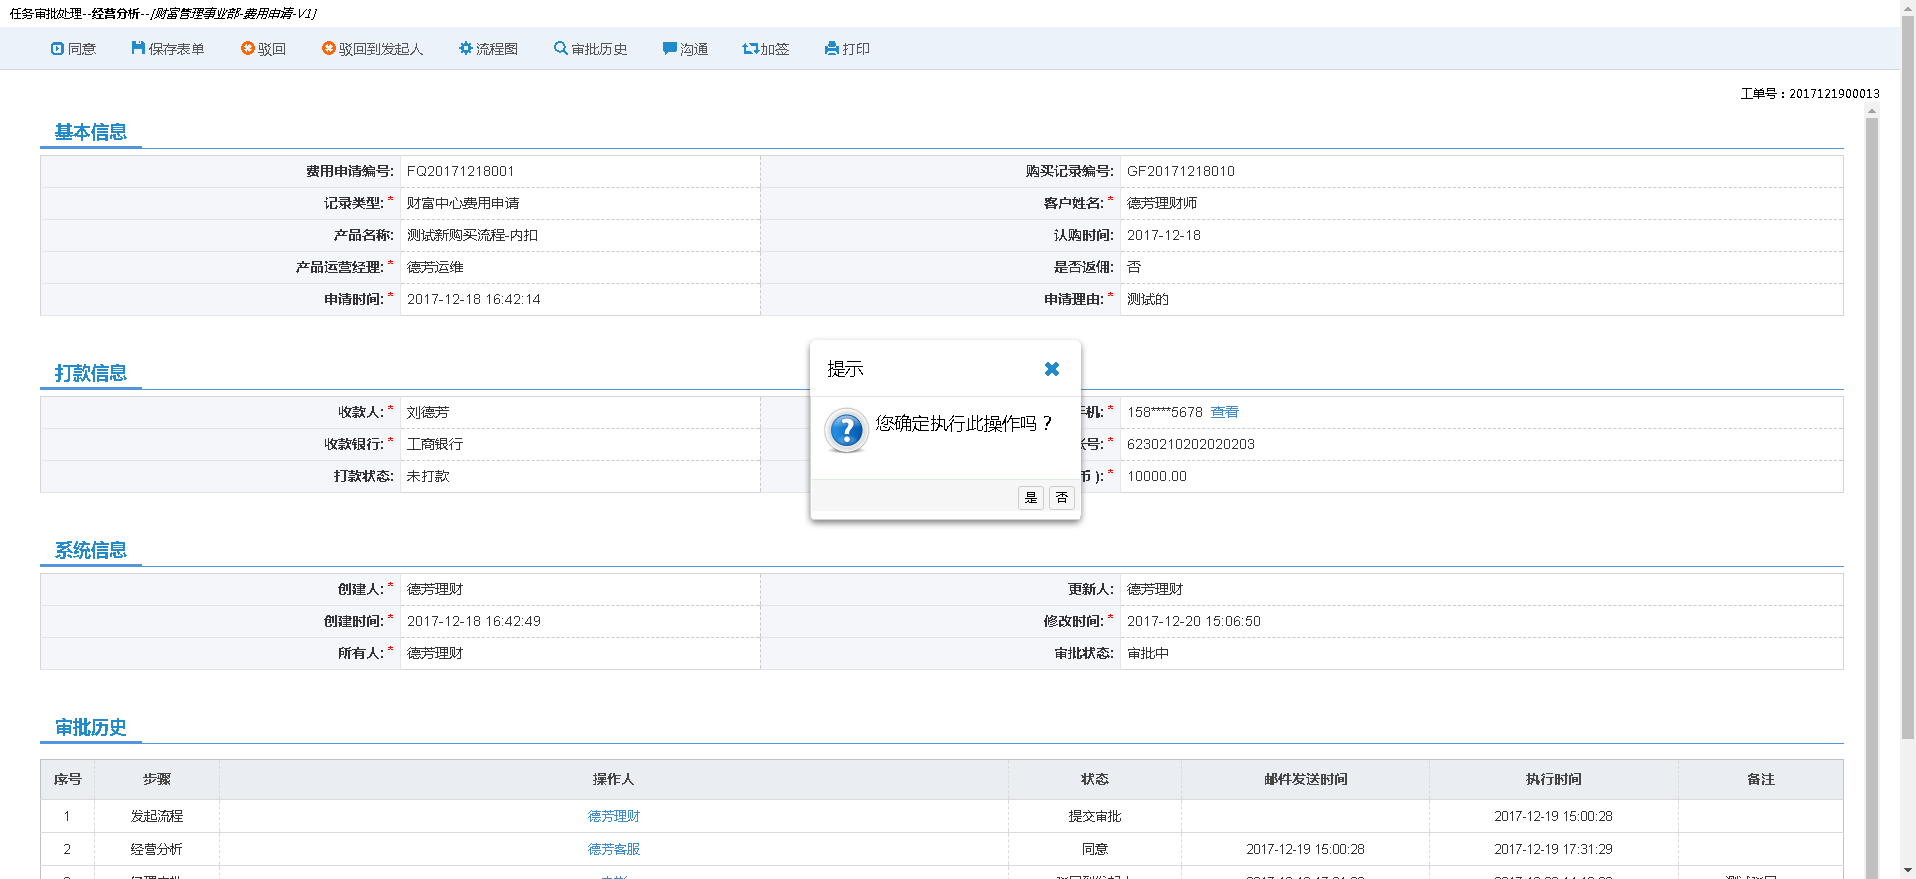 任务审批处理--经营分析--[财富管理事业部-费用申请-V1]
同意 保存表单 驳回 驳回到发起人 流程图 审批历史 沟通 加签 打印
工单号：2017121900013
基本信息
费用申请编号: FQ20171218001 购买记录编号: GF20171218010
记录类型:* 财富中心费用申请 客户姓名:* 德芳理财师
产品名称: 测试新购买流程-内扣 认购时间: 2017-12-18
产品运营经理:* 德芳运维 是否返佣: 否
申请时间:* 2017-12-18 16:42:14 申请理由:* 测试的
打款信息
收款人:* 刘德芳 机:* 158****5678 查看
收款银行:* 工商银行 号:* 6230210202020203
打款状态: 未打款 币):* 10000.00
提示
您确定执行此操作吗？
是 否
系统信息
创建人:* 德芳理财 更新人: 德芳理财
创建时间:* 2017-12-18 16:42:49 修改时间:* 2017-12-20 15:06:50
所有人:* 德芳理财 审批状态: 审批中
审批历史
序号 步骤 操作人 状态 邮件发送时间 执行时间 备注
1 发起流程 德芳理财 提交审批 2017-12-19 15:00:28
2 经营分析 德芳客服 同意 2017-12-19 15:00:28 2017-12-19 17:31:29